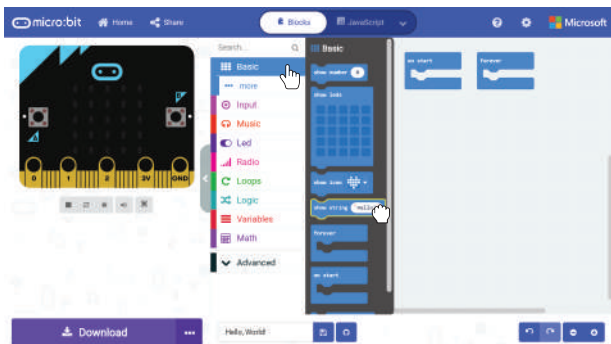 micro:bit Home Share Blocks JavaScript Microsoft
Search...
Basic
more
Input
Music
Led
Radio
Loops
Logic
Variables
Math
Advanced
Basic
show number 0
show leds
show icon
show string "Hello
forever
on start
on start forever
0 1 2 3V GND
A
B
Download
Hello, World!